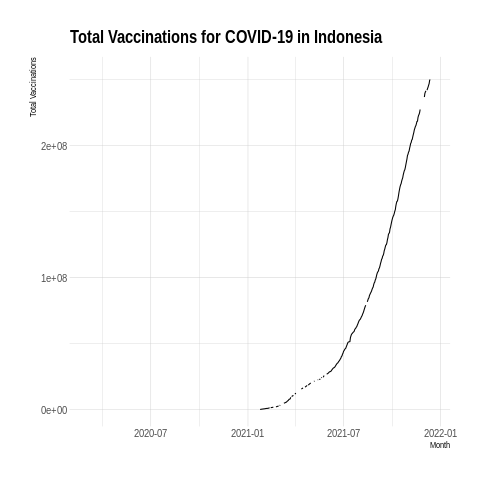 Total Vaccinations for COVID-19 in Indonesia
Total Vaccinations
2e+08
1e+08
0e+00
2020-07 2021-01 2021-07 2022-01
Month